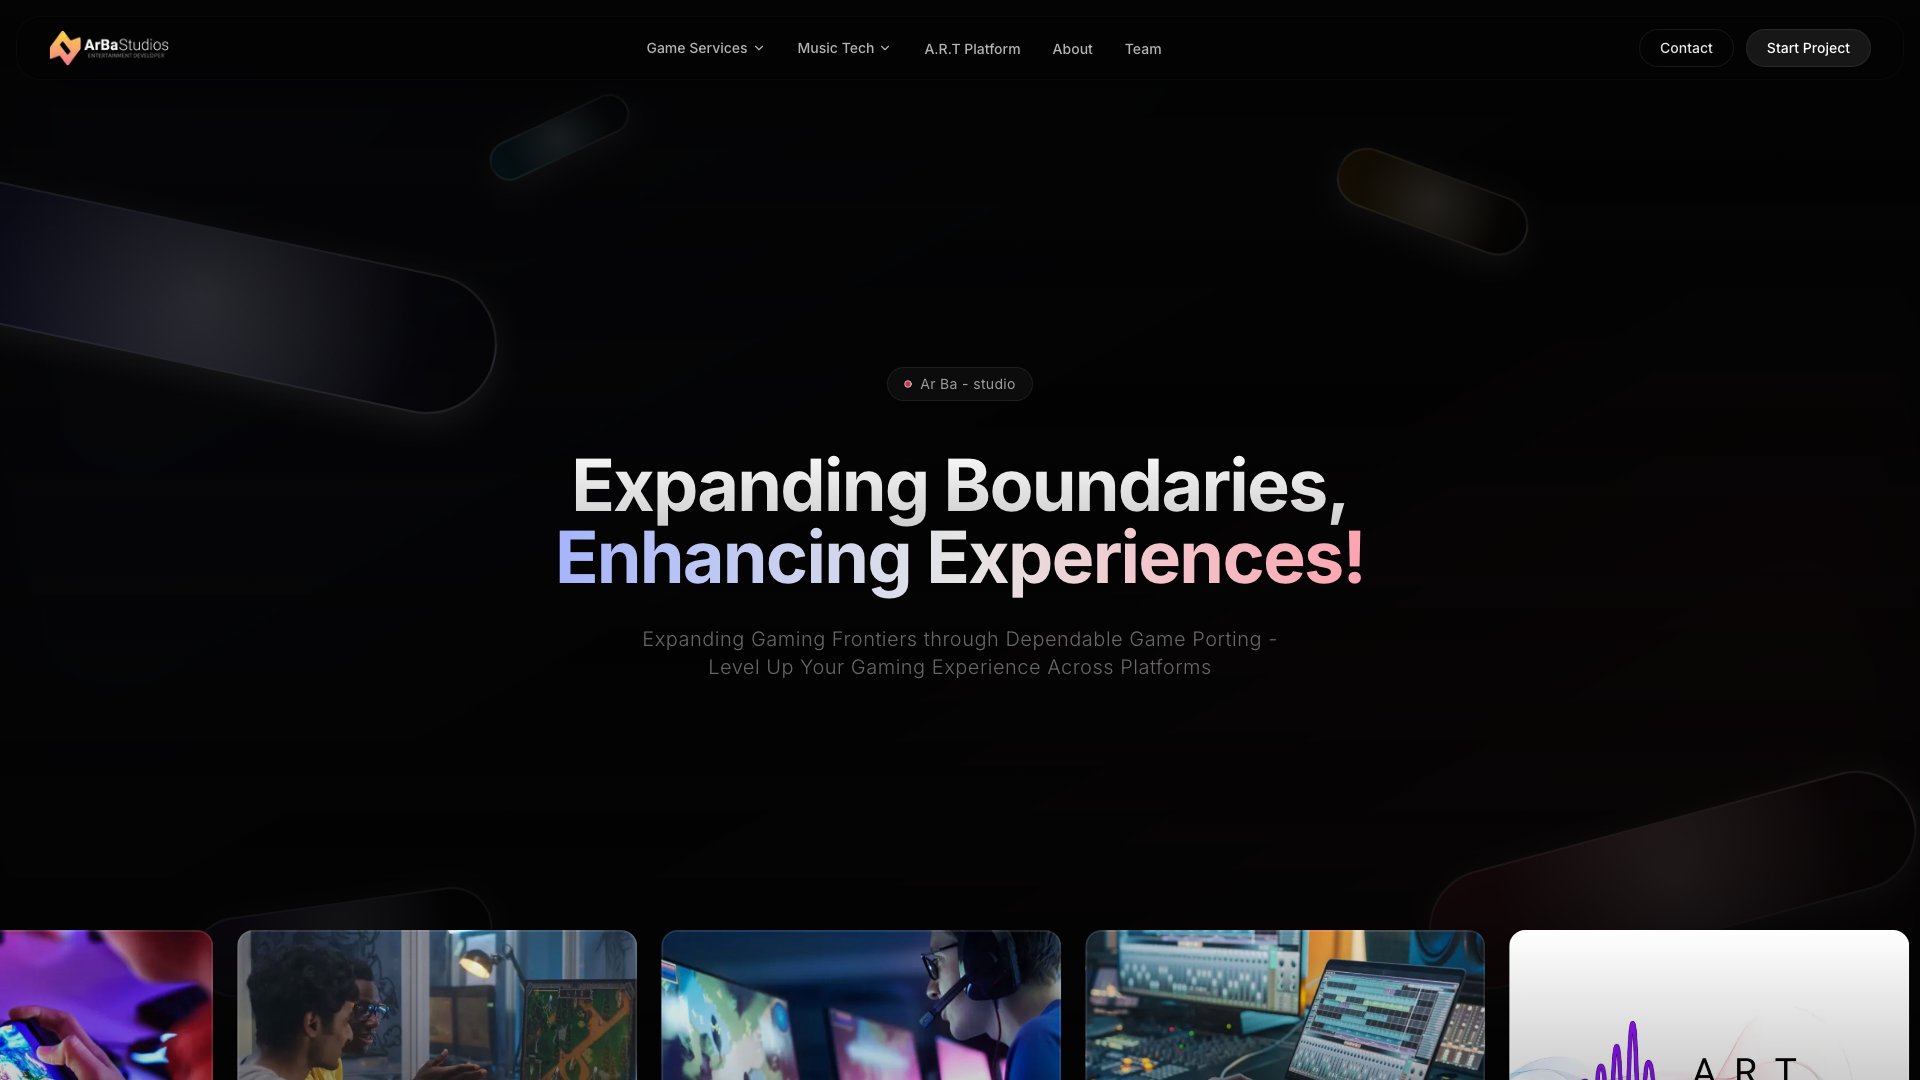 ArBaStudios
ENTERTAINMENT DEVELOPER
Game Services
Music Tech
A.R.T Platform
About
Team
Contact
Start Project
Ar Ba - studio
Expanding Boundaries,
Enhancing Experiences!
Expanding Gaming Frontiers through Dependable Game Porting -
Level Up Your Gaming Experience Across Platforms
A R T